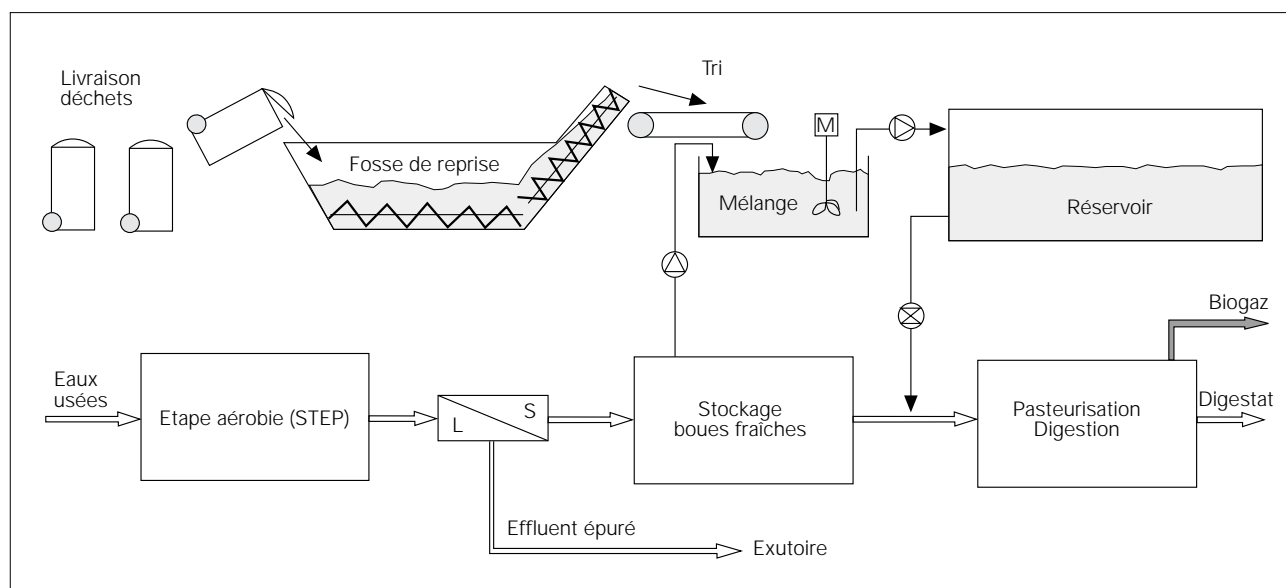 Livraison
déchets
Tri
Fosse de reprise
M
Mélange
Réservoir
Biogaz
Eaux
usées
Etape aérobie (STEP)
L
S
Stockage
boues fraîches
Pasteurisation
Digestion
Digestat
Effluent épuré
Exutoire